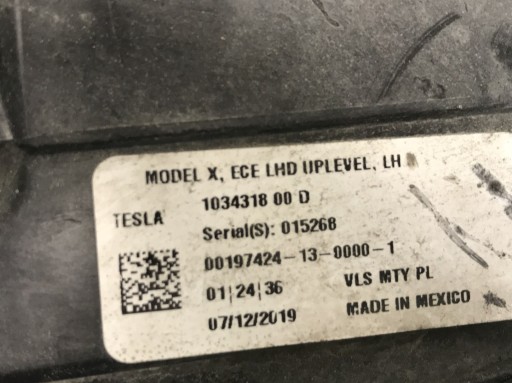 MODEL X, ECE LHD UPLEVEL, LH
TESLA
1034318 00 D
Serial(S): 015268
00197424-13-0000-1
01|24|36
VLS MTY PL
07/12/2019
MADE IN MEXICO